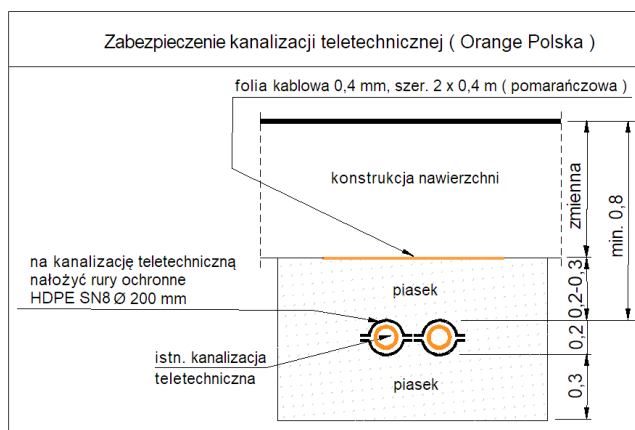 Zabezpieczenie kanalizacji teletechnicznej ( Orange Polska )
folia kablowa 0,4 mm, szer. 2 x 0,4 m ( pomarańczowa )
konstrukcja nawierzchni
zmienna
min. 0,8
na kanalizację teletechniczną
nałożyć rury ochronne
HDPE SN8 Ø 200 mm
piasek
0,2-0,3
0,2
istn. kanalizacja
teletechniczna
piasek
0,3